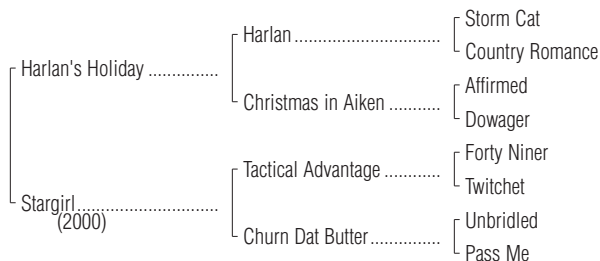 Storm Cat
Harlan
Country Romance
Harlan's Holiday
Affirmed
Christmas in Aiken
Dowager
Forty Niner
Tactical Advantage
Twitchet
Stargirl
(2000)
Unbridled
Churn Dat Butter
Pass Me